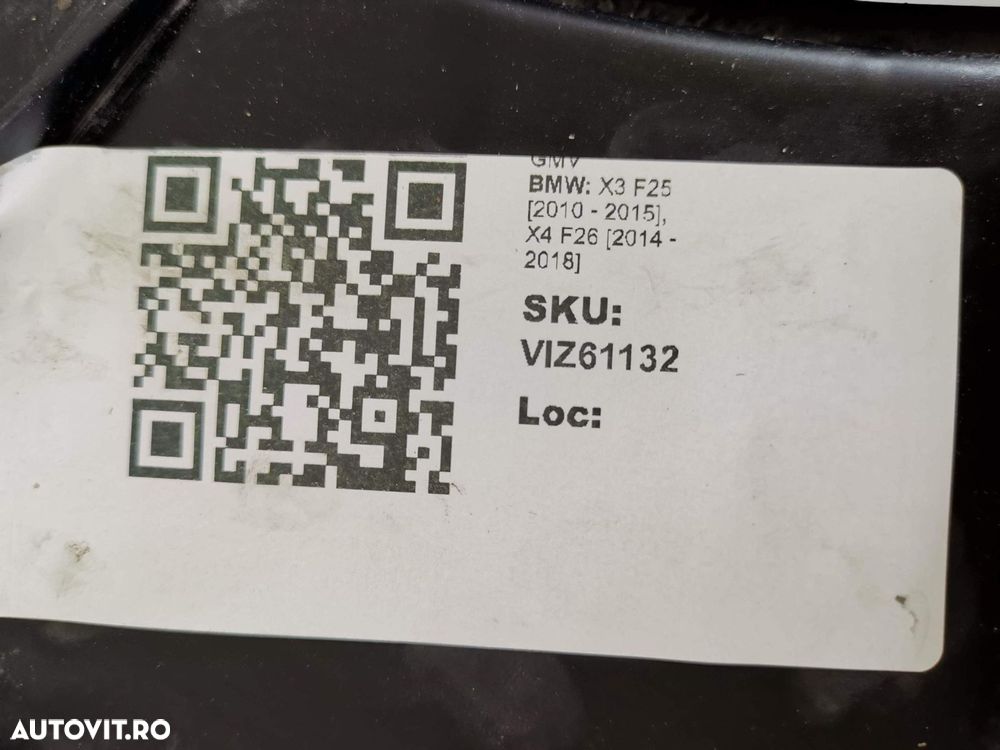 GMV
BMW: X3 F25
[2010 - 2015],
X4 F26 [2014 -
2018]
SKU:
VIZ61132
Loc:
AUTOVIT.RO